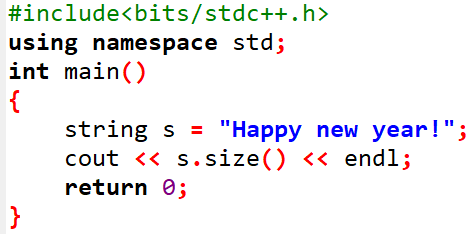 #include<bits/stdc++.h>
using namespace std;
int main()
{
    string s = "Happy new year!";
    cout << s.size() << endl;
    return 0;
}